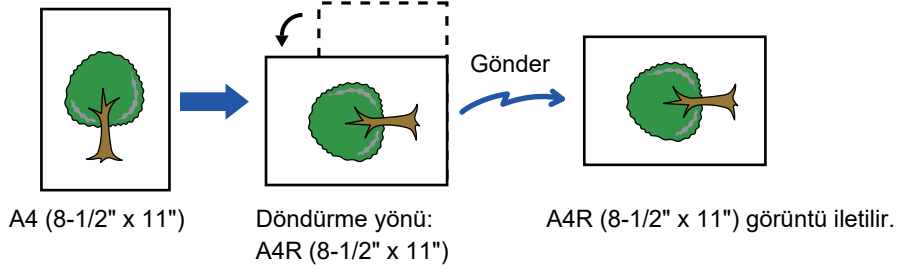 Gönder
A4 (8-1/2" x 11")
Döndürme yönü:
A4R (8-1/2" x 11")
A4R (8-1/2" x 11") görüntü iletilir.